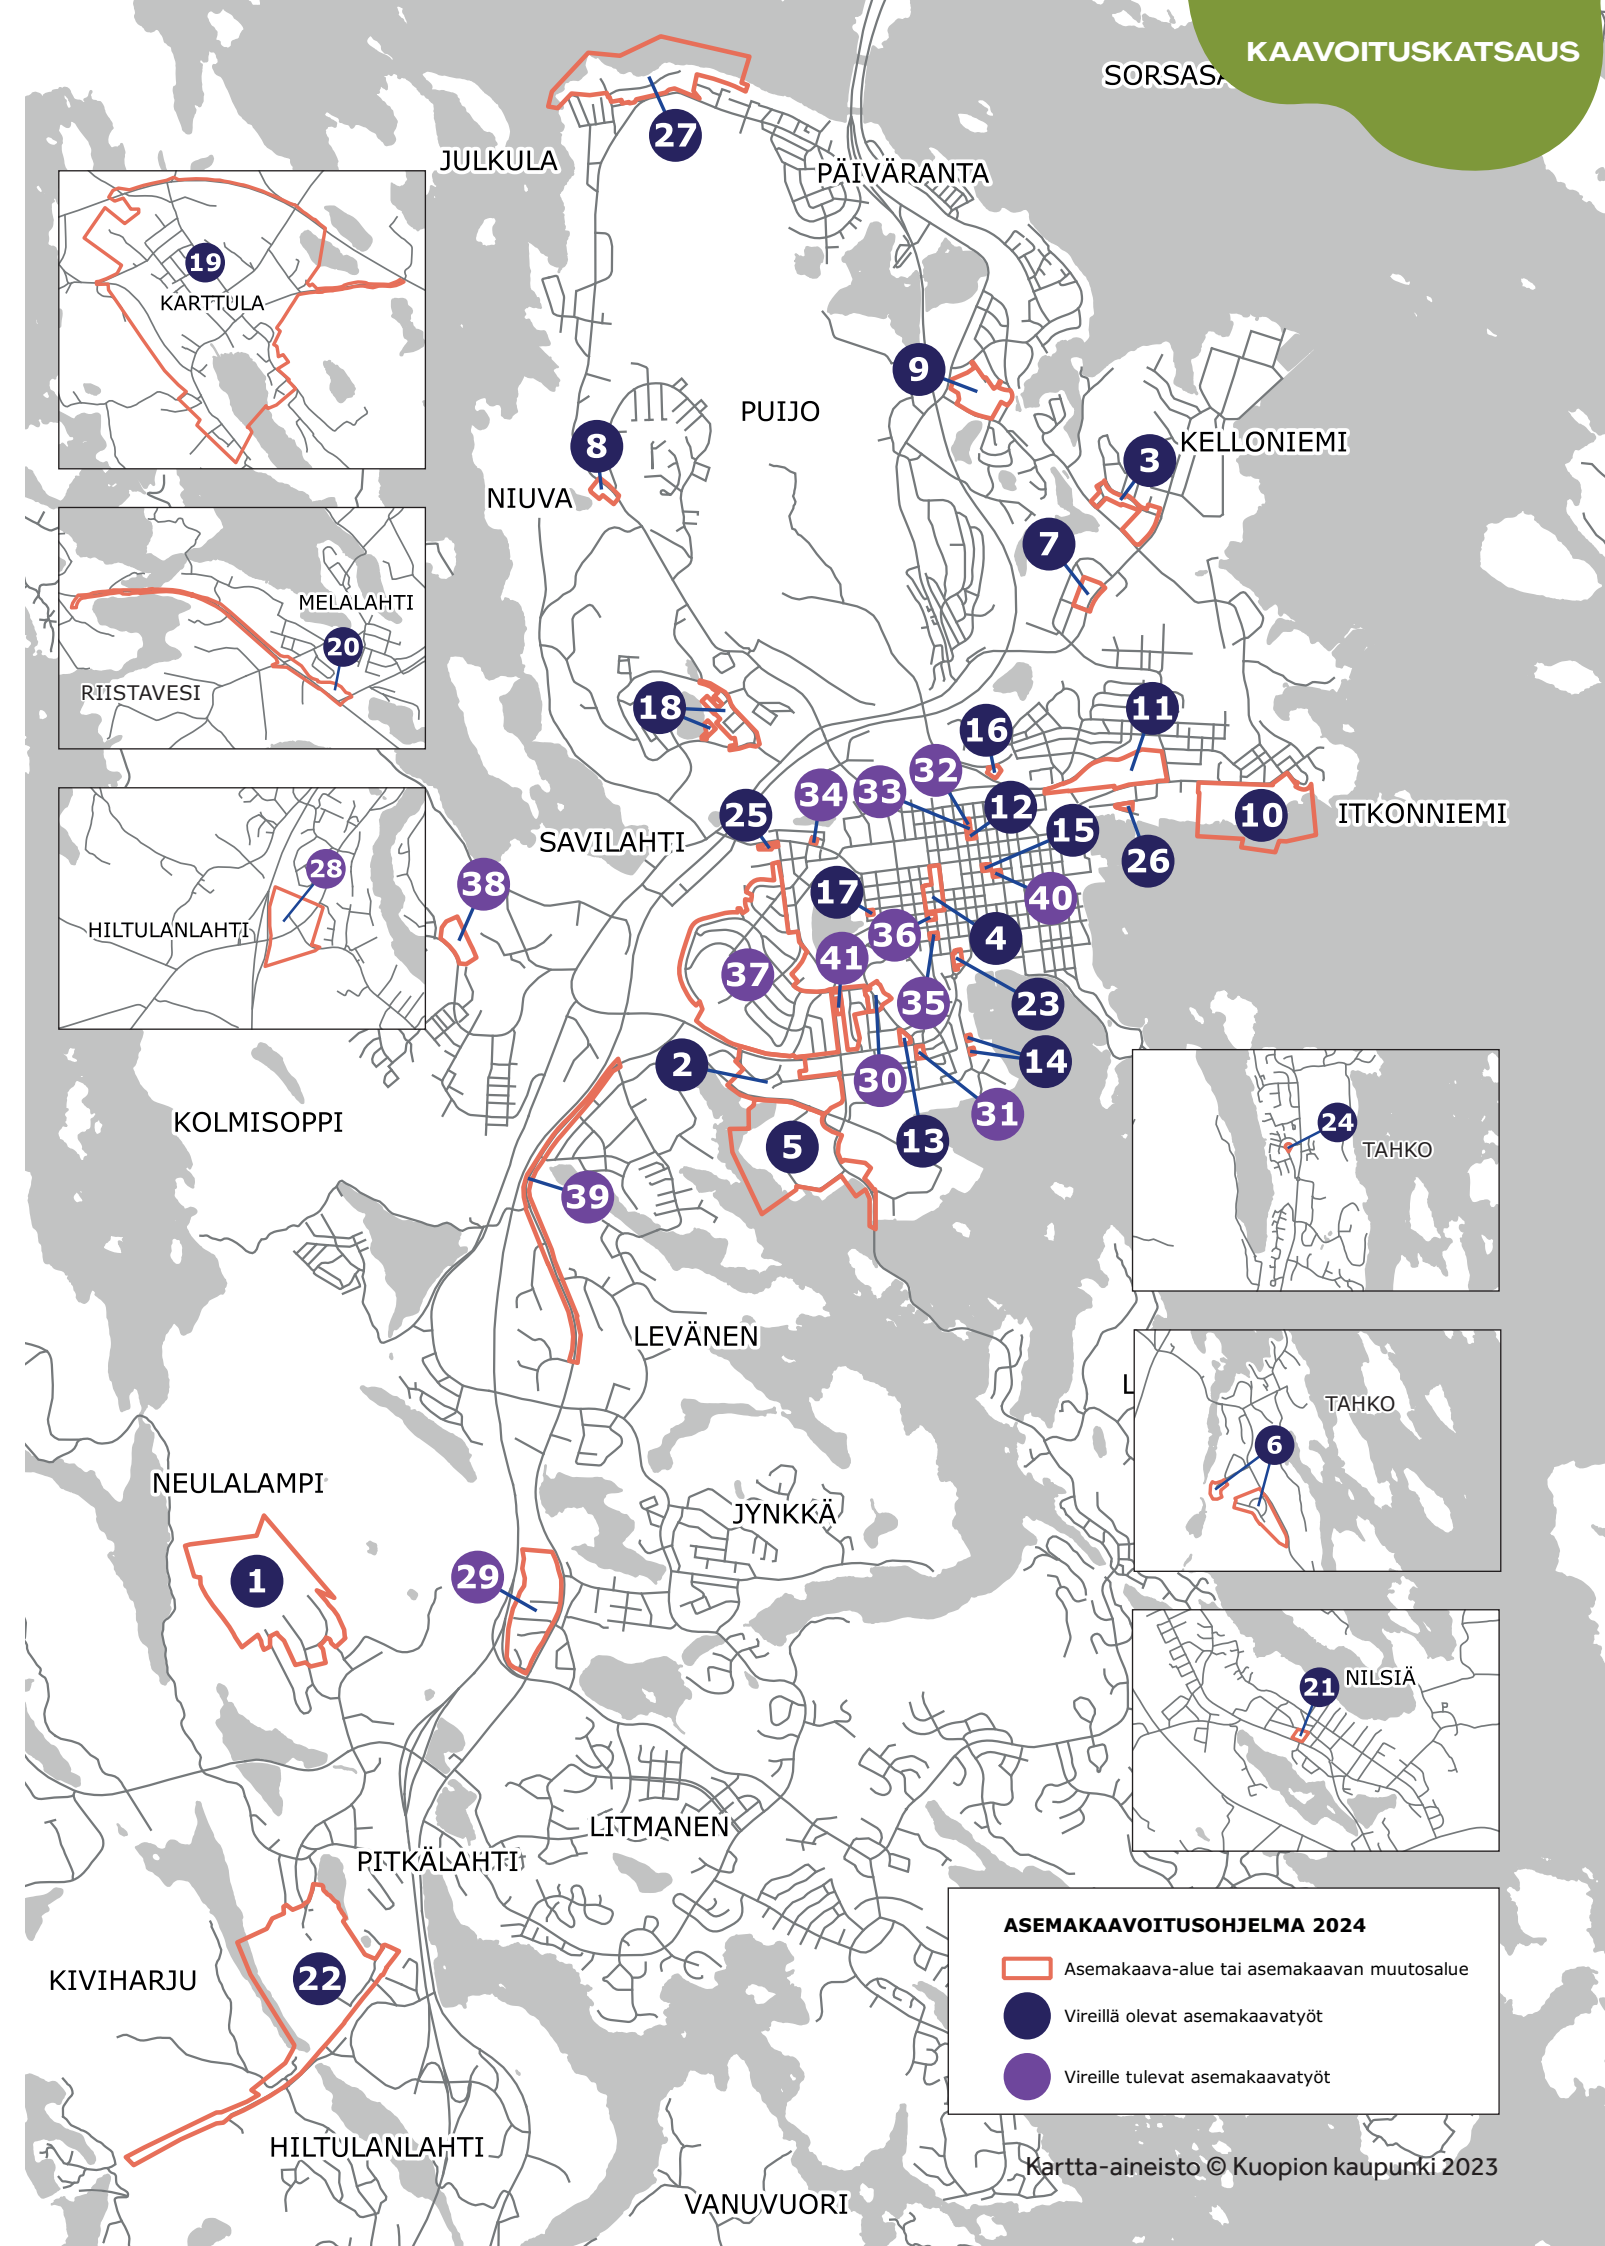 KAAVOITUSKATSAUS
SORSASA
27
JULKULA
PÄIVÄRANTA
19
KARTTULA
9
PUIJO
8
KELLONIEMI
3
NIUVA
7
MELALAHTI
20
RIISTAVESI
18
11
16
32
34
33
12
25
15
10
ITKONNIEMI
SAVILAHTI
26
28
38
17
40
HILTULANLAHTI
36
4
41
37
35
23
2
14
30
31
KOLMISOPPI
24
5
13
TAHKO
39
LEVÄNEN
L
TAHKO
6
NEULALAMPI
JYNKKÄ
1
29
21
NILSIÄ
LITMANEN
PITKÄLAHTI
KIVIHARJU
22
ASEMAKAAVOITUSOHJELMA 2024
Asemakaava-alue tai asemakaavan muutosalue
Vireillä olevat asemakaavatyöt
Vireille tulevat asemakaavatyöt
HILTULANLAHTI
Kartta-aineisto © Kuopion kaupunki 2023
VANUVUORI